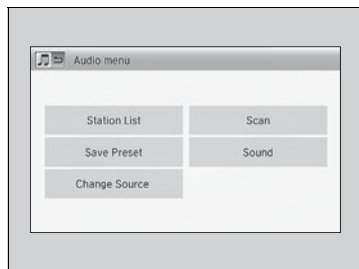 Audio menu
Station List
Scan
Save Preset
Sound
Change Source